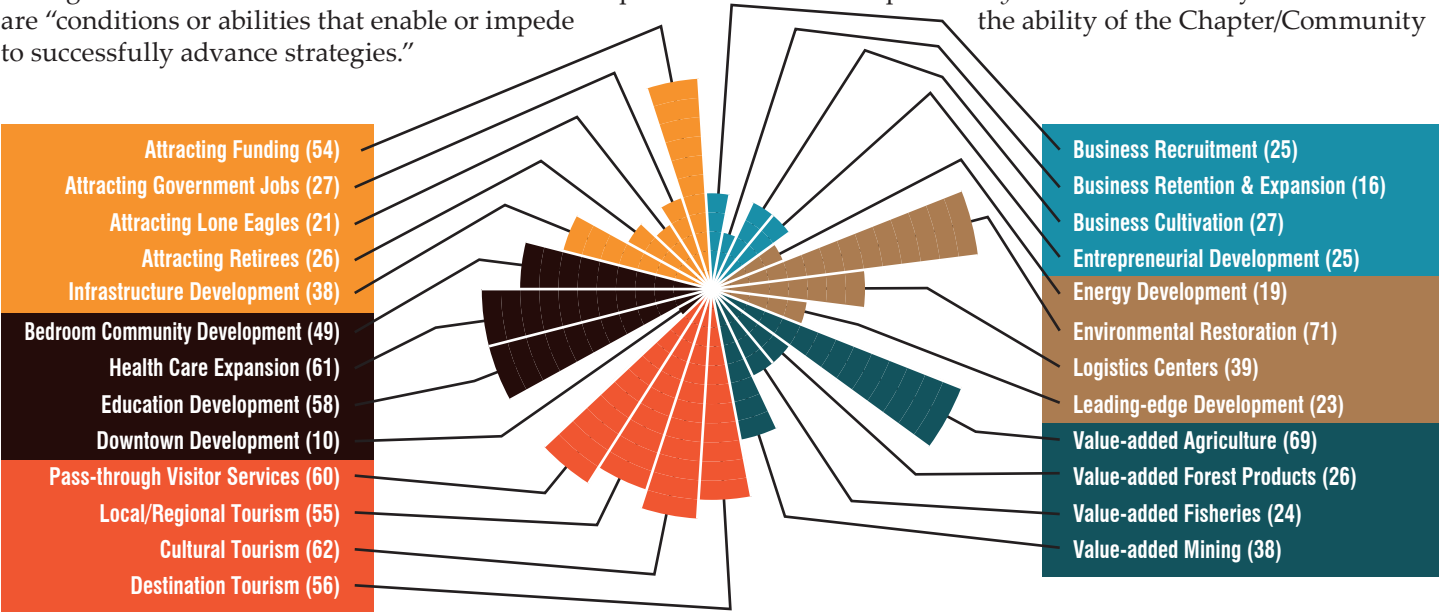 are “conditions or abilities that enable or impede
the ability of the Chapter/Community
to successfully advance strategies.”
Attracting Funding (54)
Attracting Government Jobs (27)
Attracting Lone Eagles (21)
Attracting Retirees (26)
Infrastructure Development (38)
Bedroom Community Development (49)
Health Care Expansion (61)
Education Development (58)
Downtown Development (10)
Pass-through Visitor Services (60)
Local/Regional Tourism (55)
Cultural Tourism (62)
Destination Tourism (56)
Business Recruitment (25)
Business Retention & Expansion (16)
Business Cultivation (27)
Entrepreneurial Development (25)
Energy Development (19)
Environmental Restoration (71)
Logistics Centers (39)
Leading-edge Development (23)
Value-added Agriculture (69)
Value-added Forest Products (26)
Value-added Fisheries (24)
Value-added Mining (38)